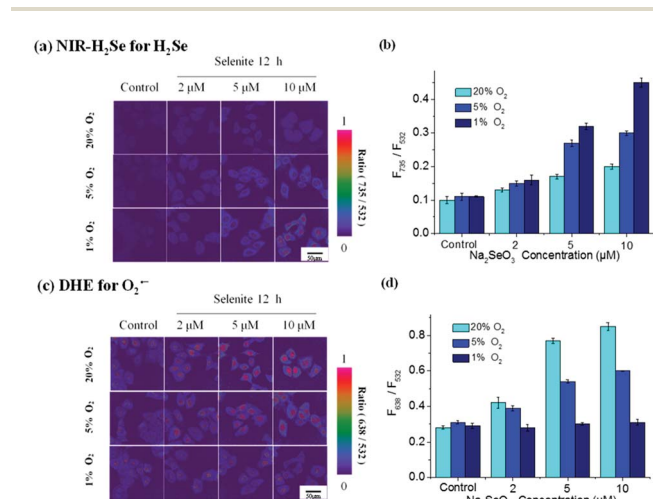 (a) NIR-H₂Se for H₂Se
Selenite 12 h
Control 2 μM 5 μM 10 μM
20% O₂
5% O₂
1% O₂
1
Ratio ( 735 / 532 )
0
50μm
(b)
F₇₃₅ / F₅₃₂
0.4
0.3
0.2
0.1
0.0
20% O₂
5% O₂
1% O₂
Control 2 5 10
Na₂SeO₃ Concentration (μM)
(c) DHE for O₂•−
Selenite 12 h
Control 2 μM 5 μM 10 μM
20% O₂
5% O₂
1% O₂
1
Ratio ( 638 / 532 )
0
50μm
(d)
F₆₃₈ / F₅₃₂
0.8
0.6
0.4
0.2
0.0
20% O₂
5% O₂
1% O₂
Control 2 5 10
Na₂SeO₃ Concentration (μM)